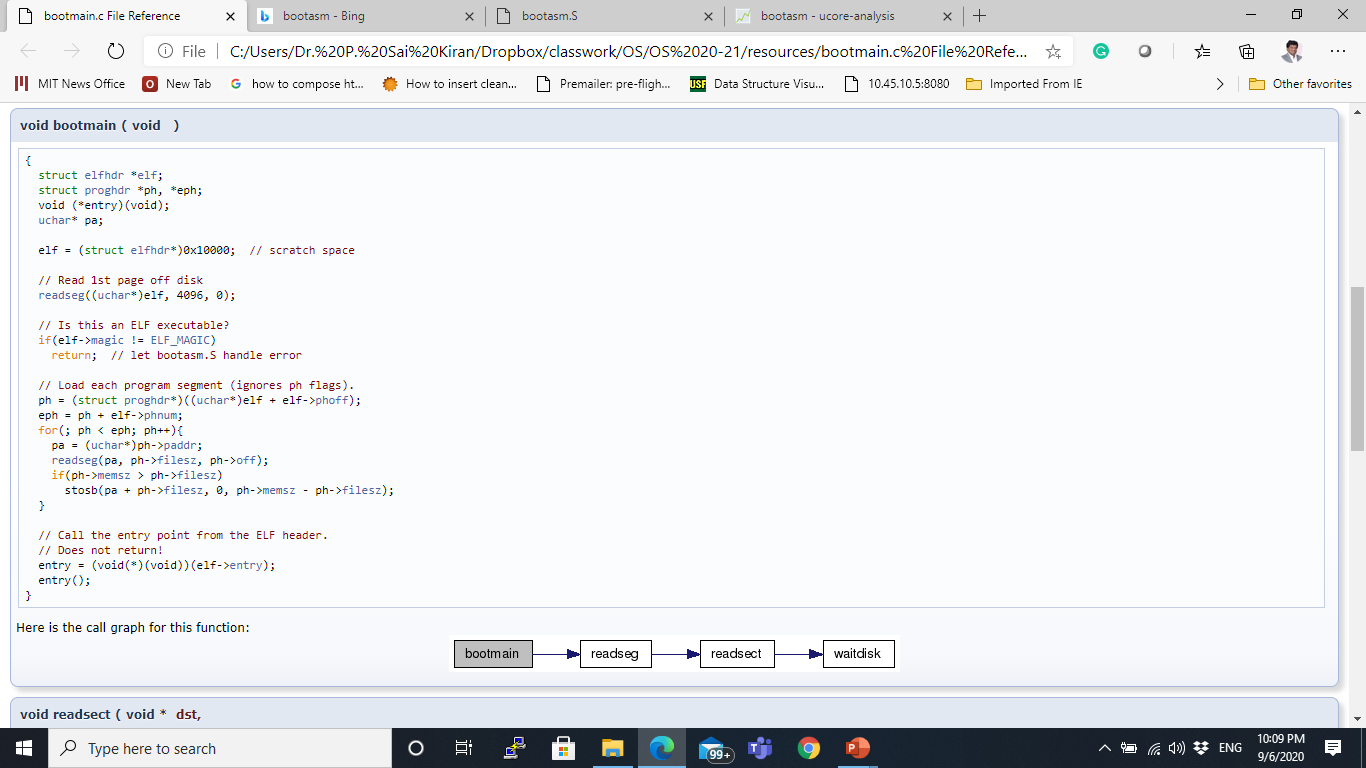 bootmain.c File Reference
bootasm - Bing
bootasm.S
bootasm - ucore-analysis
File
C:/Users/Dr.%20P.%20Sai%20Kiran/Dropbox/classwork/OS/OS%2020-21/resources/bootmain.c%20File%20Refe...
MIT News Office
New Tab
how to compose ht...
How to insert clean...
Premailer: pre-fligh...
USF
Data Structure Visu...
10.45.10.5:8080
Imported From IE
Other favorites
void bootmain ( void )
{
struct elfhdr *elf;
struct proghdr *ph, *eph;
void (*entry)(void);
uchar* pa;
elf = (struct elfhdr*)0x10000; // scratch space
// Read 1st page off disk
readseg((uchar*)elf, 4096, 0);
// Is this an ELF executable?
if(elf->magic != ELF_MAGIC)
return; // let bootasm.S handle error
// Load each program segment (ignores ph flags).
ph = (struct proghdr*)((uchar*)elf + elf->phoff);
eph = ph + elf->phnum;
for(; ph < eph; ph++){
pa = (uchar*)ph->paddr;
readseg(pa, ph->filesz, ph->off);
if(ph->memsz > ph->filesz)
stosb(pa + ph->filesz, 0, ph->memsz - ph->filesz);
}
// Call the entry point from the ELF header.
// Does not return!
entry = (void(*)(void))(elf->entry);
entry();
}
Here is the call graph for this function:
bootmain
readseg
readsect
waitdisk
void readsect ( void * dst,
Type here to search
99+
ENG
10:09 PM
9/6/2020